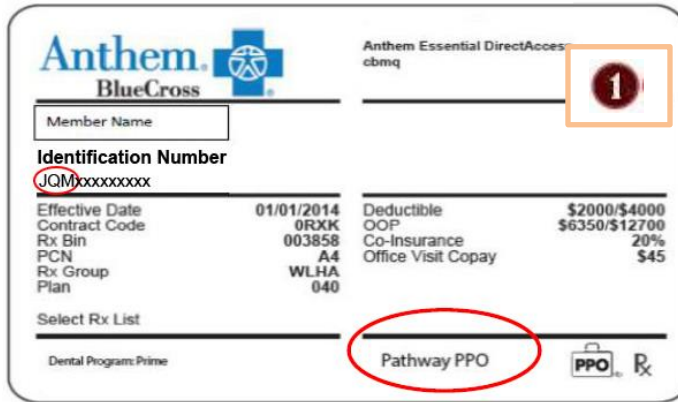 Anthem.
BlueCross
Anthem Essential DirectAccess
cbmq
1
Member Name
Identification Number
JQMxxxxxxxxx
Effective Date 01/01/2014
Contract Code 0RXK
Rx Bin 003858
PCN A4
Rx Group WLHA
Plan 040
Select Rx List
Deductible $2000/$4000
OOP $6350/$12700
Co-Insurance 20%
Office Visit Copay $45
Dental Program: Prime
Pathway PPO
PPO
Rx